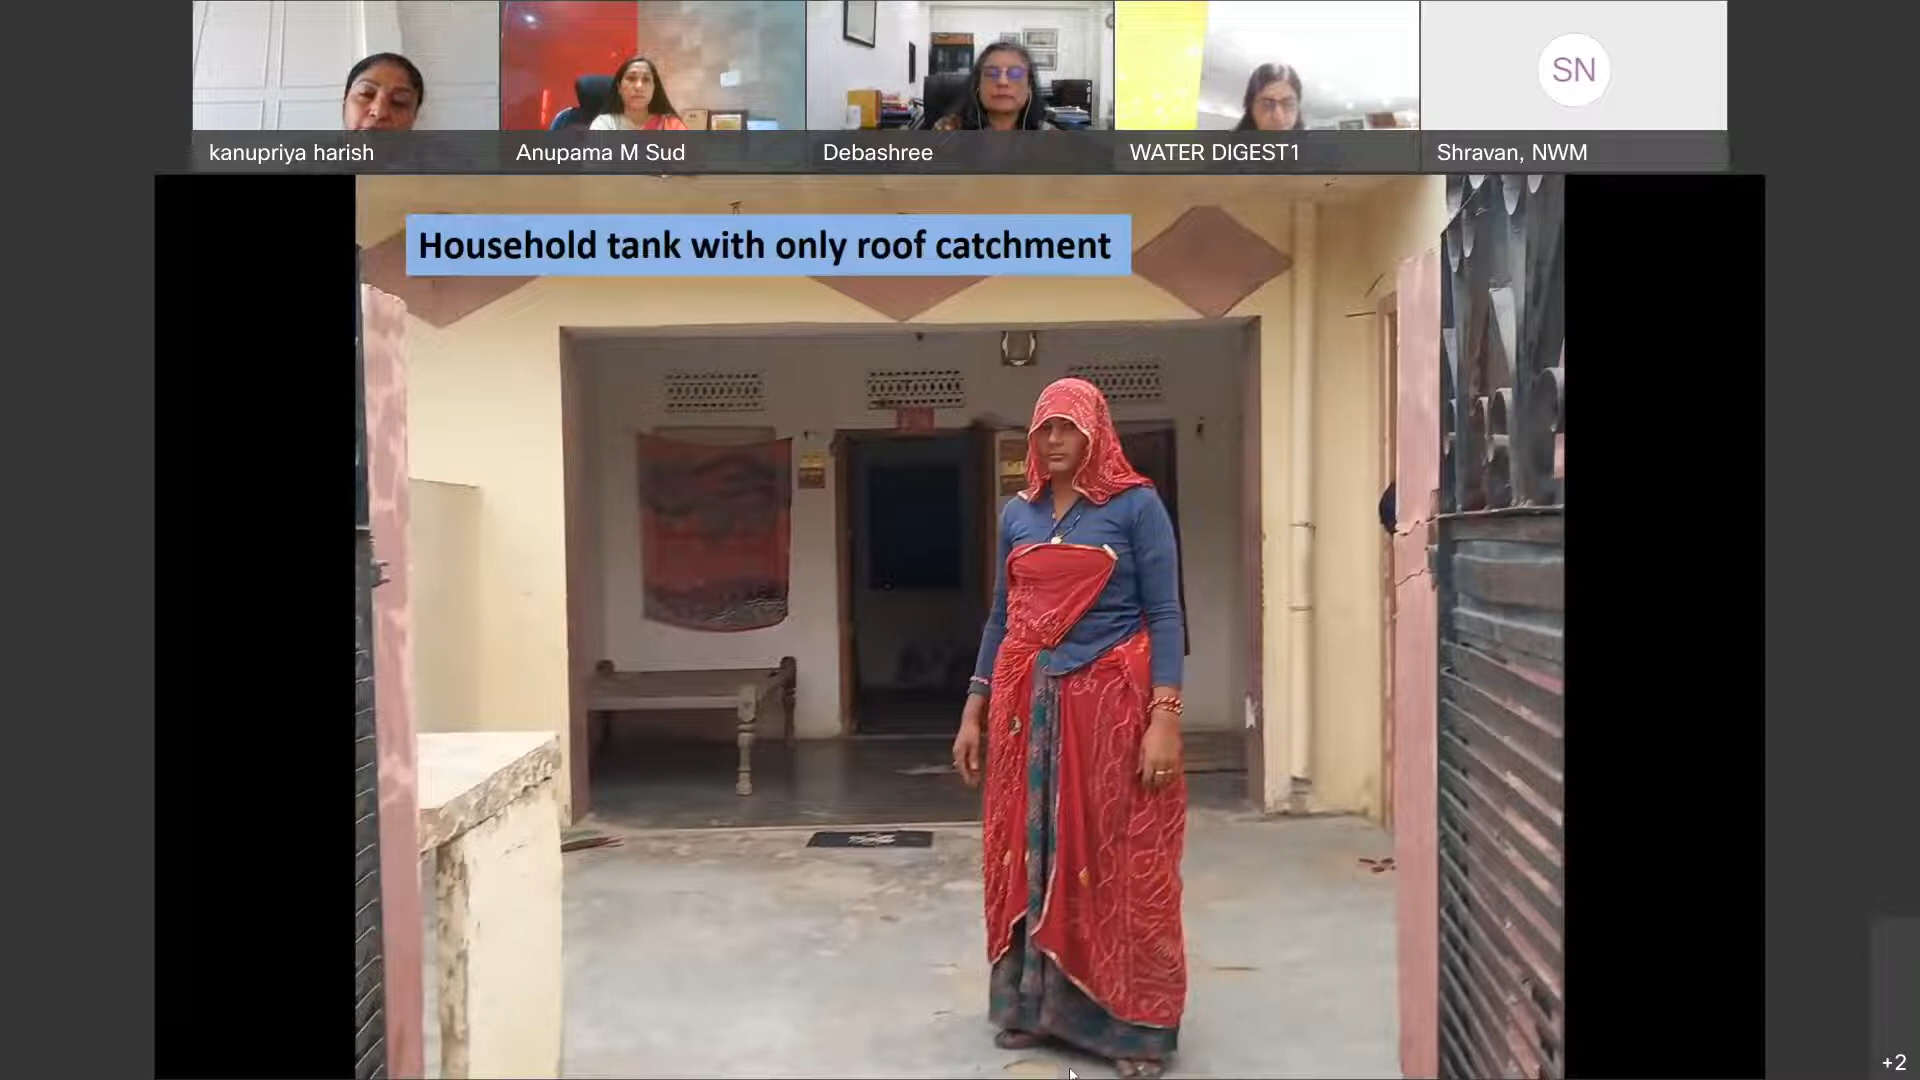 SN
kanupriya harish
Anupama M Sud
Debashree
WATER DIGEST1
Shravan, NWM
Household tank with only roof catchment
+2